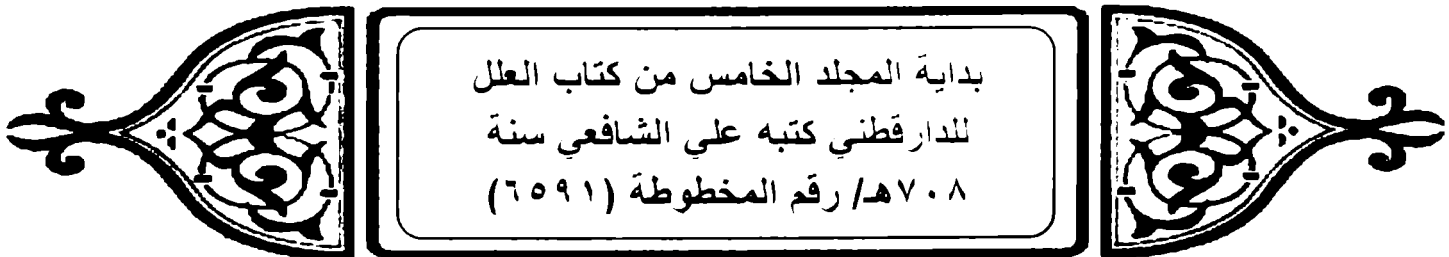 بداية المجلد الخامس من كتاب العلل
للدارقطني كتبه علي الشافعي سنة
٧٠٨هـ/ رقم المخطوطة (٦٥٩١)